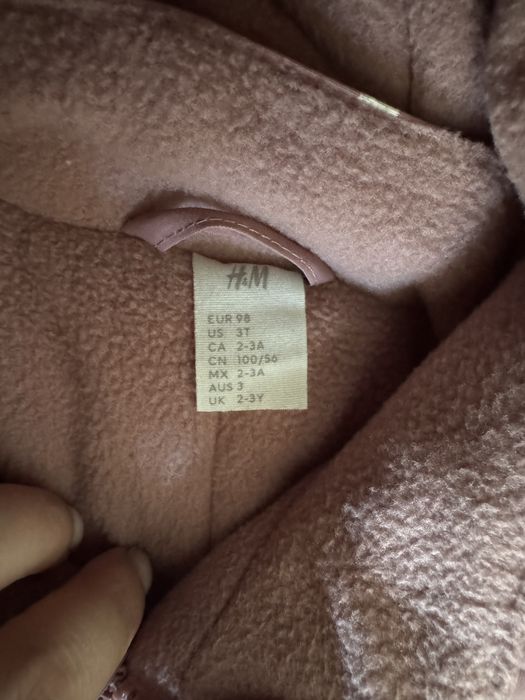 H&M
EUR 98
US 3T
CA 2-3A
CN 100/56
MX 2-3A
AUS 3
UK 2-3Y